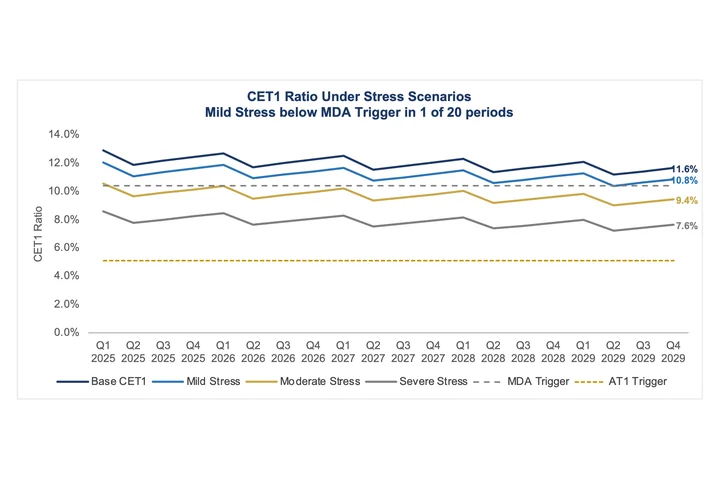 CET1 Ratio Under Stress Scenarios
Mild Stress below MDA Trigger in 1 of 20 periods
14.0%
12.0%
10.0%
8.0%
6.0%
4.0%
2.0%
0.0%
CET1 Ratio
11.6%
10.8%
9.4%
7.6%
Q1 Q2 Q3 Q4 Q1 Q2 Q3 Q4 Q1 Q2 Q3 Q4 Q1 Q2 Q3 Q4 Q1 Q2 Q3 Q4
2025 2025 2025 2025 2026 2026 2026 2026 2027 2027 2027 2027 2028 2028 2028 2028 2029 2029 2029 2029
Base CET1 Mild Stress Moderate Stress Severe Stress MDA Trigger AT1 Trigger